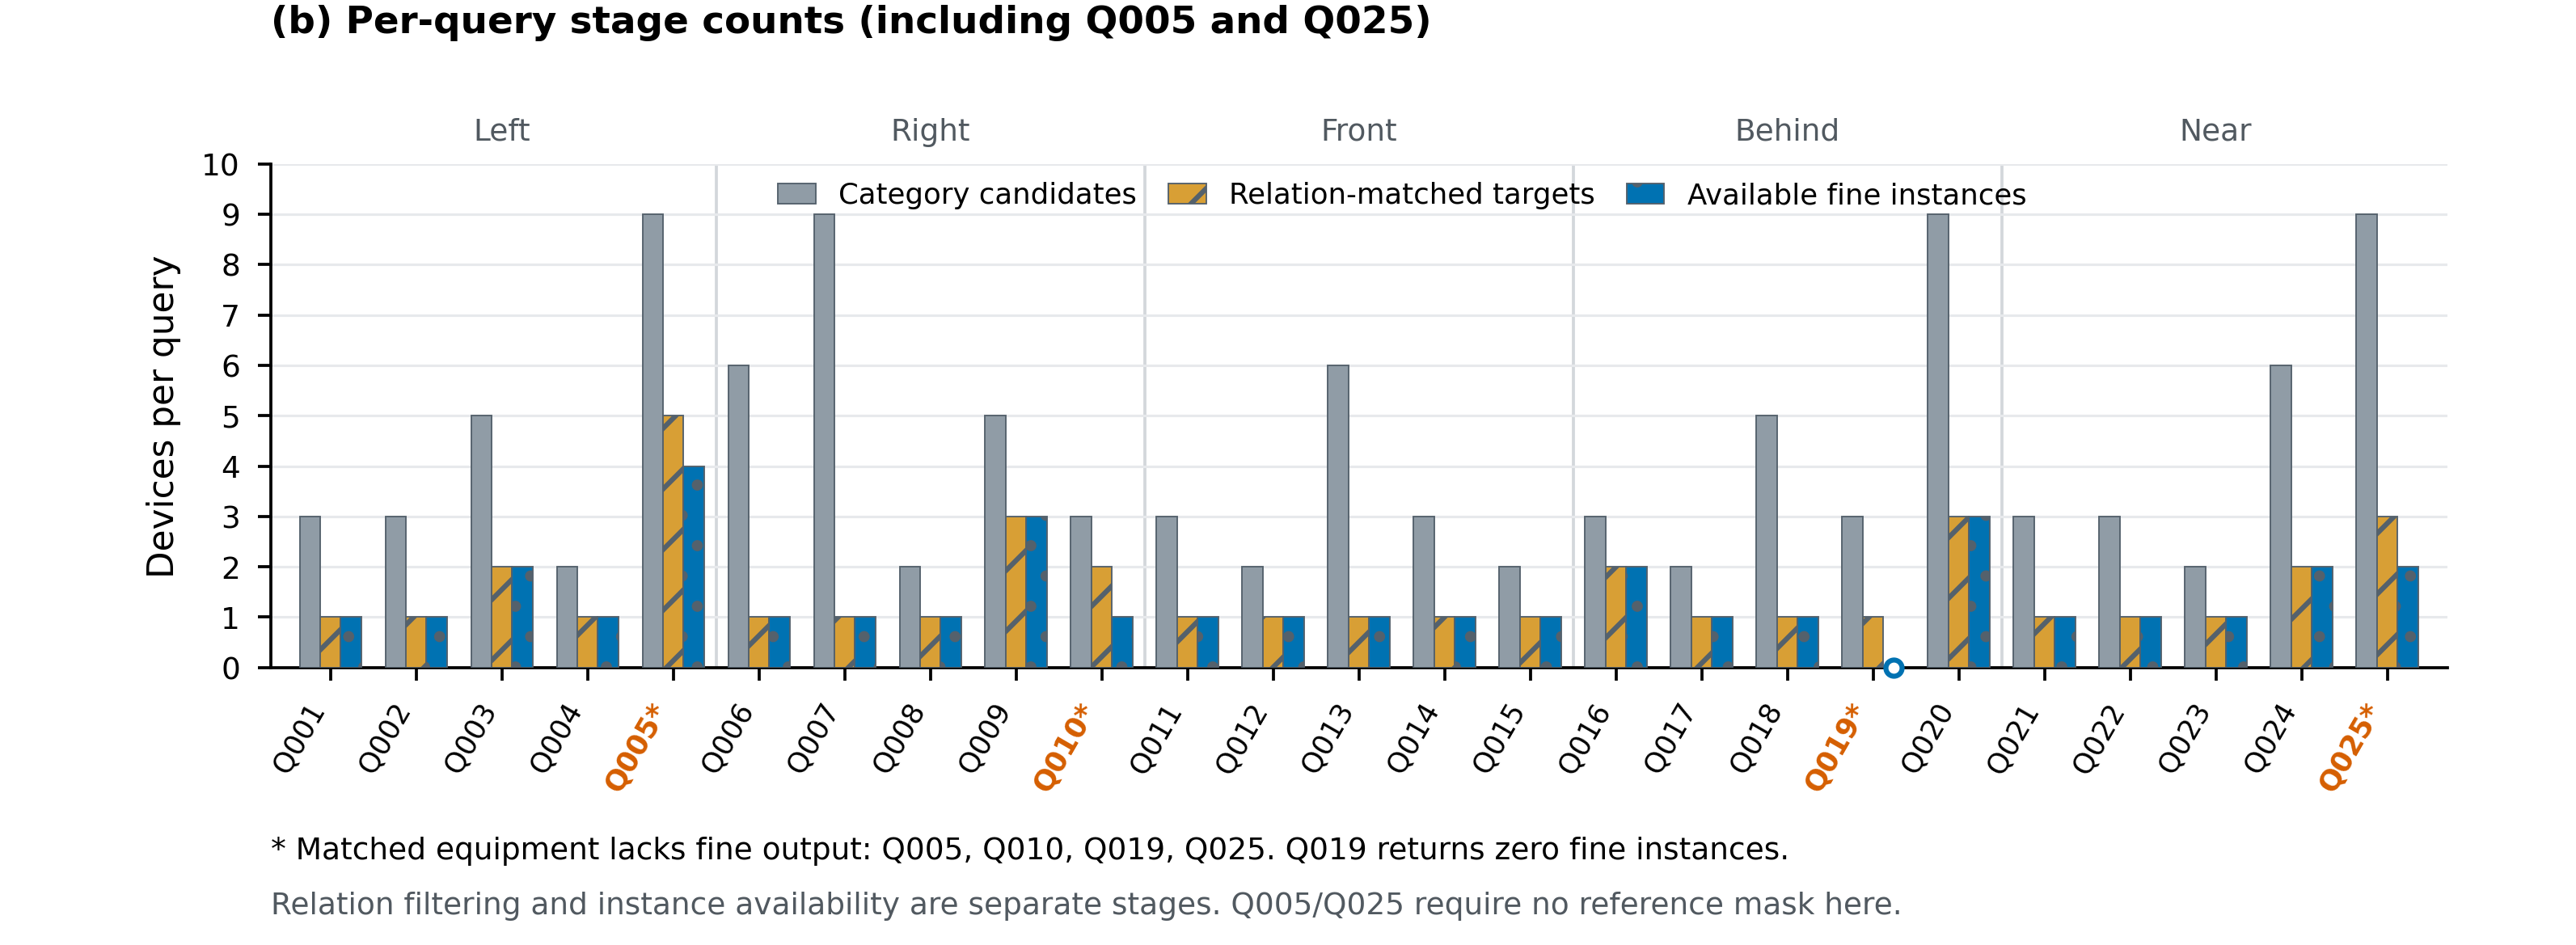 (b) Per-query stage counts (including Q005 and Q025)
Left Right Front Behind Near
Category candidates Relation-matched targets Available fine instances
Devices per query
10
9
8
7
6
5
4
3
2
1
0
Q001 Q002 Q003 Q004 Q005* Q006 Q007 Q008 Q009 Q010* Q011 Q012 Q013 Q014 Q015 Q016 Q017 Q018 Q019* Q020 Q021 Q022 Q023 Q024 Q025*
* Matched equipment lacks fine output: Q005, Q010, Q019, Q025. Q019 returns zero fine instances.
Relation filtering and instance availability are separate stages. Q005/Q025 require no reference mask here.